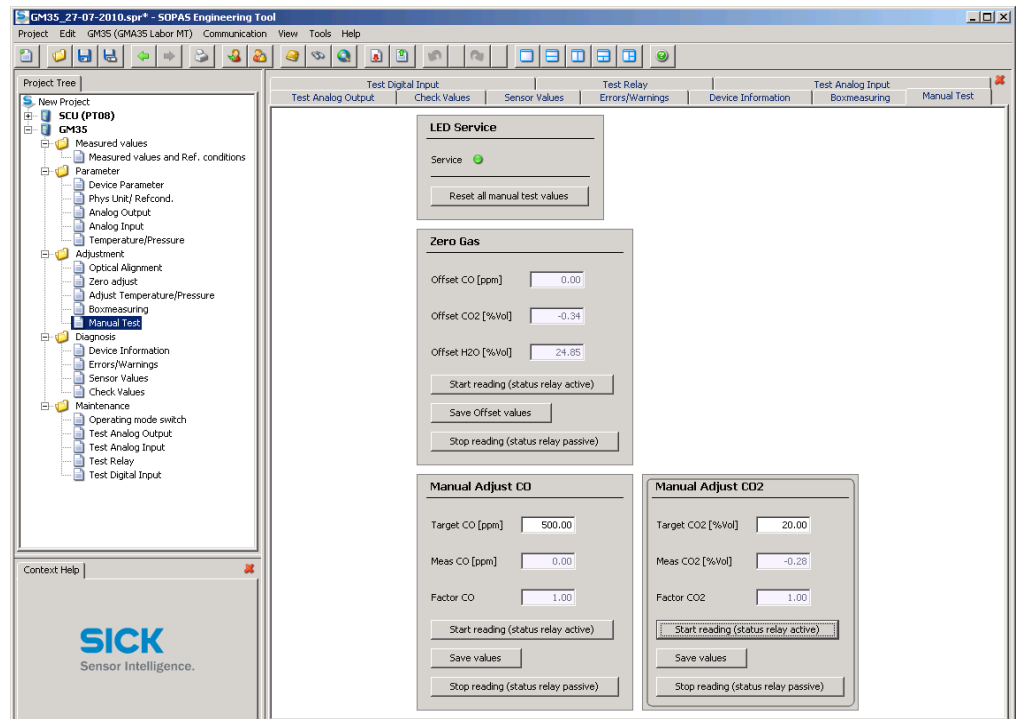 GM35_27-07-2010.spr* - SOPAS Engineering Tool
Project Edit GM35 (GMA35 Labor MT) Communication View Tools Help
Project Tree
New Project
SCU (PT08)
GM35
Measured values
Measured values and Ref. conditions
Parameter
Device Parameter
Phys Unit/ Refcond.
Analog Output
Analog Input
Temperature/Pressure
Adjustment
Optical Alignment
Zero adjust
Adjust Temperature/Pressure
Boxmeasuring
Manual Test
Diagnosis
Device Information
Errors/Warnings
Sensor Values
Check Values
Maintenance
Operating mode switch
Test Analog Output
Test Analog Input
Test Relay
Test Digital Input
Context Help
SICK
Sensor Intelligence.
Test Digital Input Test Relay Test Analog Input
Test Analog Output Check Values Sensor Values Errors/Warnings Device Information Boxmeasuring Manual Test
LED Service
Service
Reset all manual test values
Zero Gas
Offset CO [ppm] 0.00
Offset CO2 [%Vol] -0.34
Offset H2O [%Vol] 24.85
Start reading (status relay active)
Save Offset values
Stop reading (status relay passive)
Manual Adjust CO
Target CO [ppm] 500.00
Meas CO [ppm] 0.00
Factor CO 1.00
Start reading (status relay active)
Save values
Stop reading (status relay passive)
Manual Adjust CO2
Target CO2 [%Vol] 20.00
Meas CO2 [%Vol] -0.28
Factor CO2 1.00
Start reading (status relay active)
Save values
Stop reading (status relay passive)